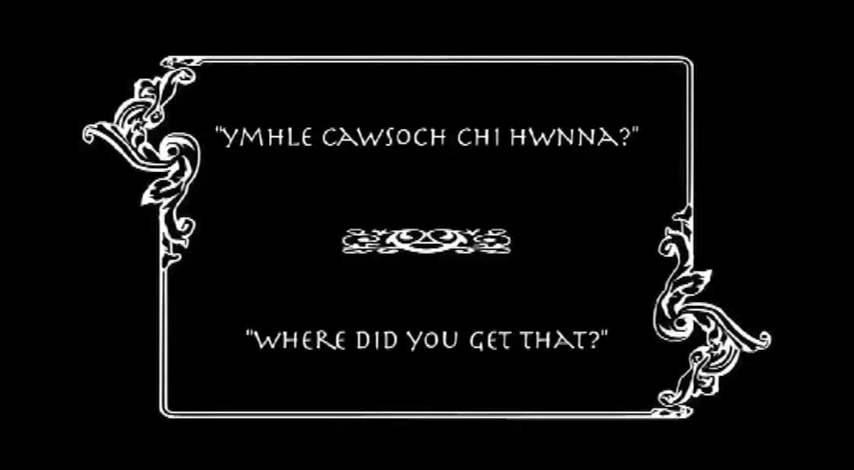 "YMHLE CAWSOCH CHI HWNNA?"
"WHERE DID YOU GET THAT?"